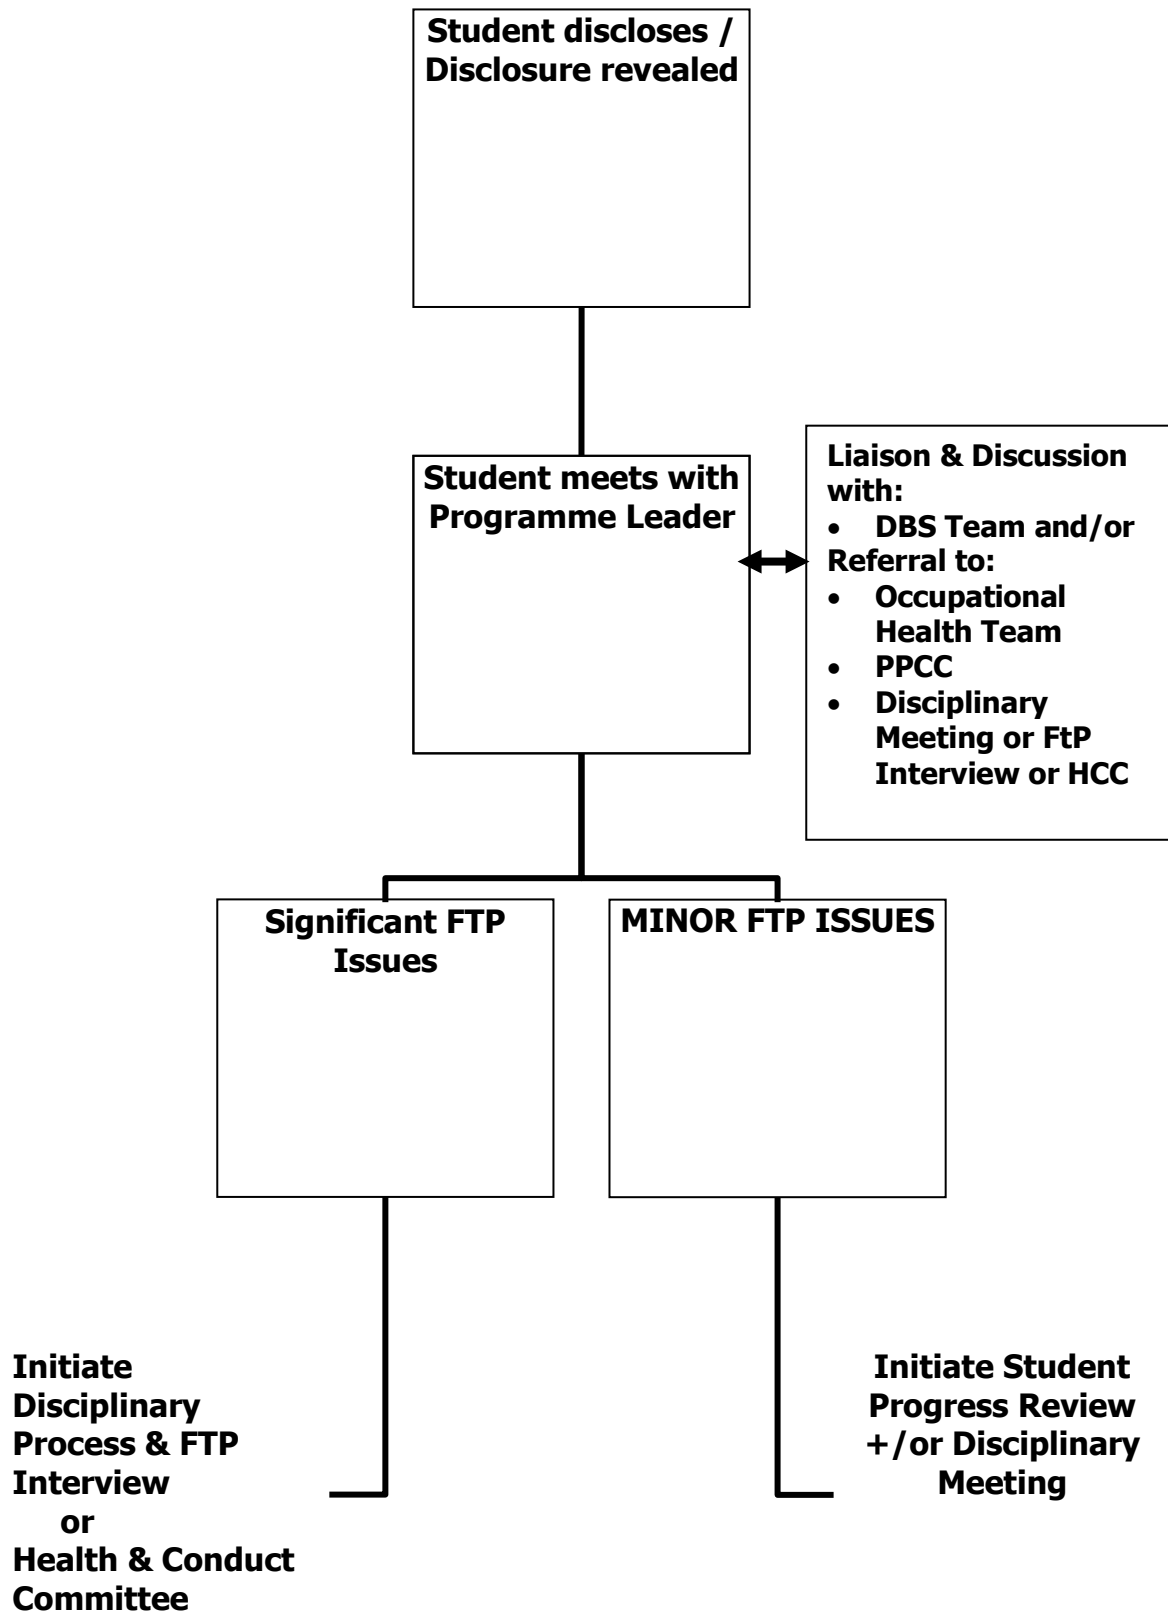 Student discloses /
Disclosure revealed
Student meets with
Programme Leader
Liaison & Discussion
with:
• DBS Team and/or
Referral to:
• Occupational
Health Team
• PPCC
• Disciplinary
Meeting or FtP
Interview or HCC
Significant FTP
Issues
MINOR FTP ISSUES
Initiate
Disciplinary
Process & FTP
Interview
or
Health & Conduct
Committee
Initiate Student
Progress Review
+/or Disciplinary
Meeting